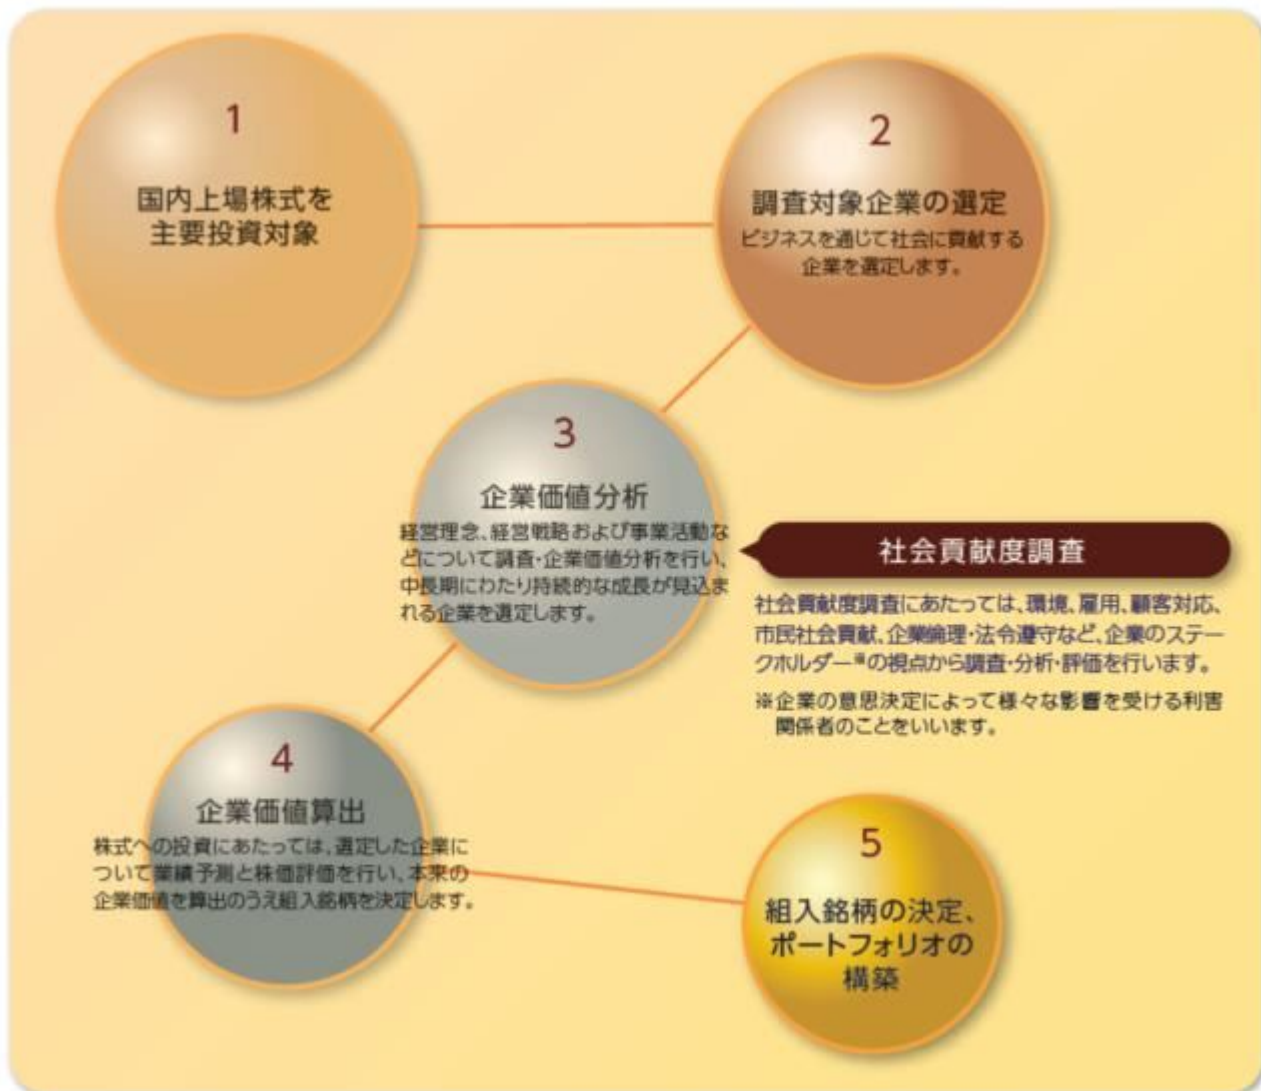 1
国内上場株式を
主要投資対象
2
調査対象企業の選定
ビジネスを通じて社会に貢献する
企業を選定します。
3
企業価値分析
経営理念、経営戦略および事業活動な
どについて調査・企業価値分析を行い、
中長期にわたり持続的な成長が見込ま
れる企業を選定します。
社会貢献度調査
社会貢献度調査にあたっては、環境、雇用、顧客対応、
市民社会貢献、企業倫理・法令遵守など、企業のステー
クホルダー※の視点から調査・分析・評価を行います。
※企業の意思決定によって様々な影響を受ける利害
関係者のことをいいます。
4
企業価値算出
株式への投資にあたっては、選定した企業に
ついて業績予測と株価評価を行い、本来の
企業価値を算出のうえ組入銘柄を決定します。
5
組入銘柄の決定、
ポートフォリオの
構築